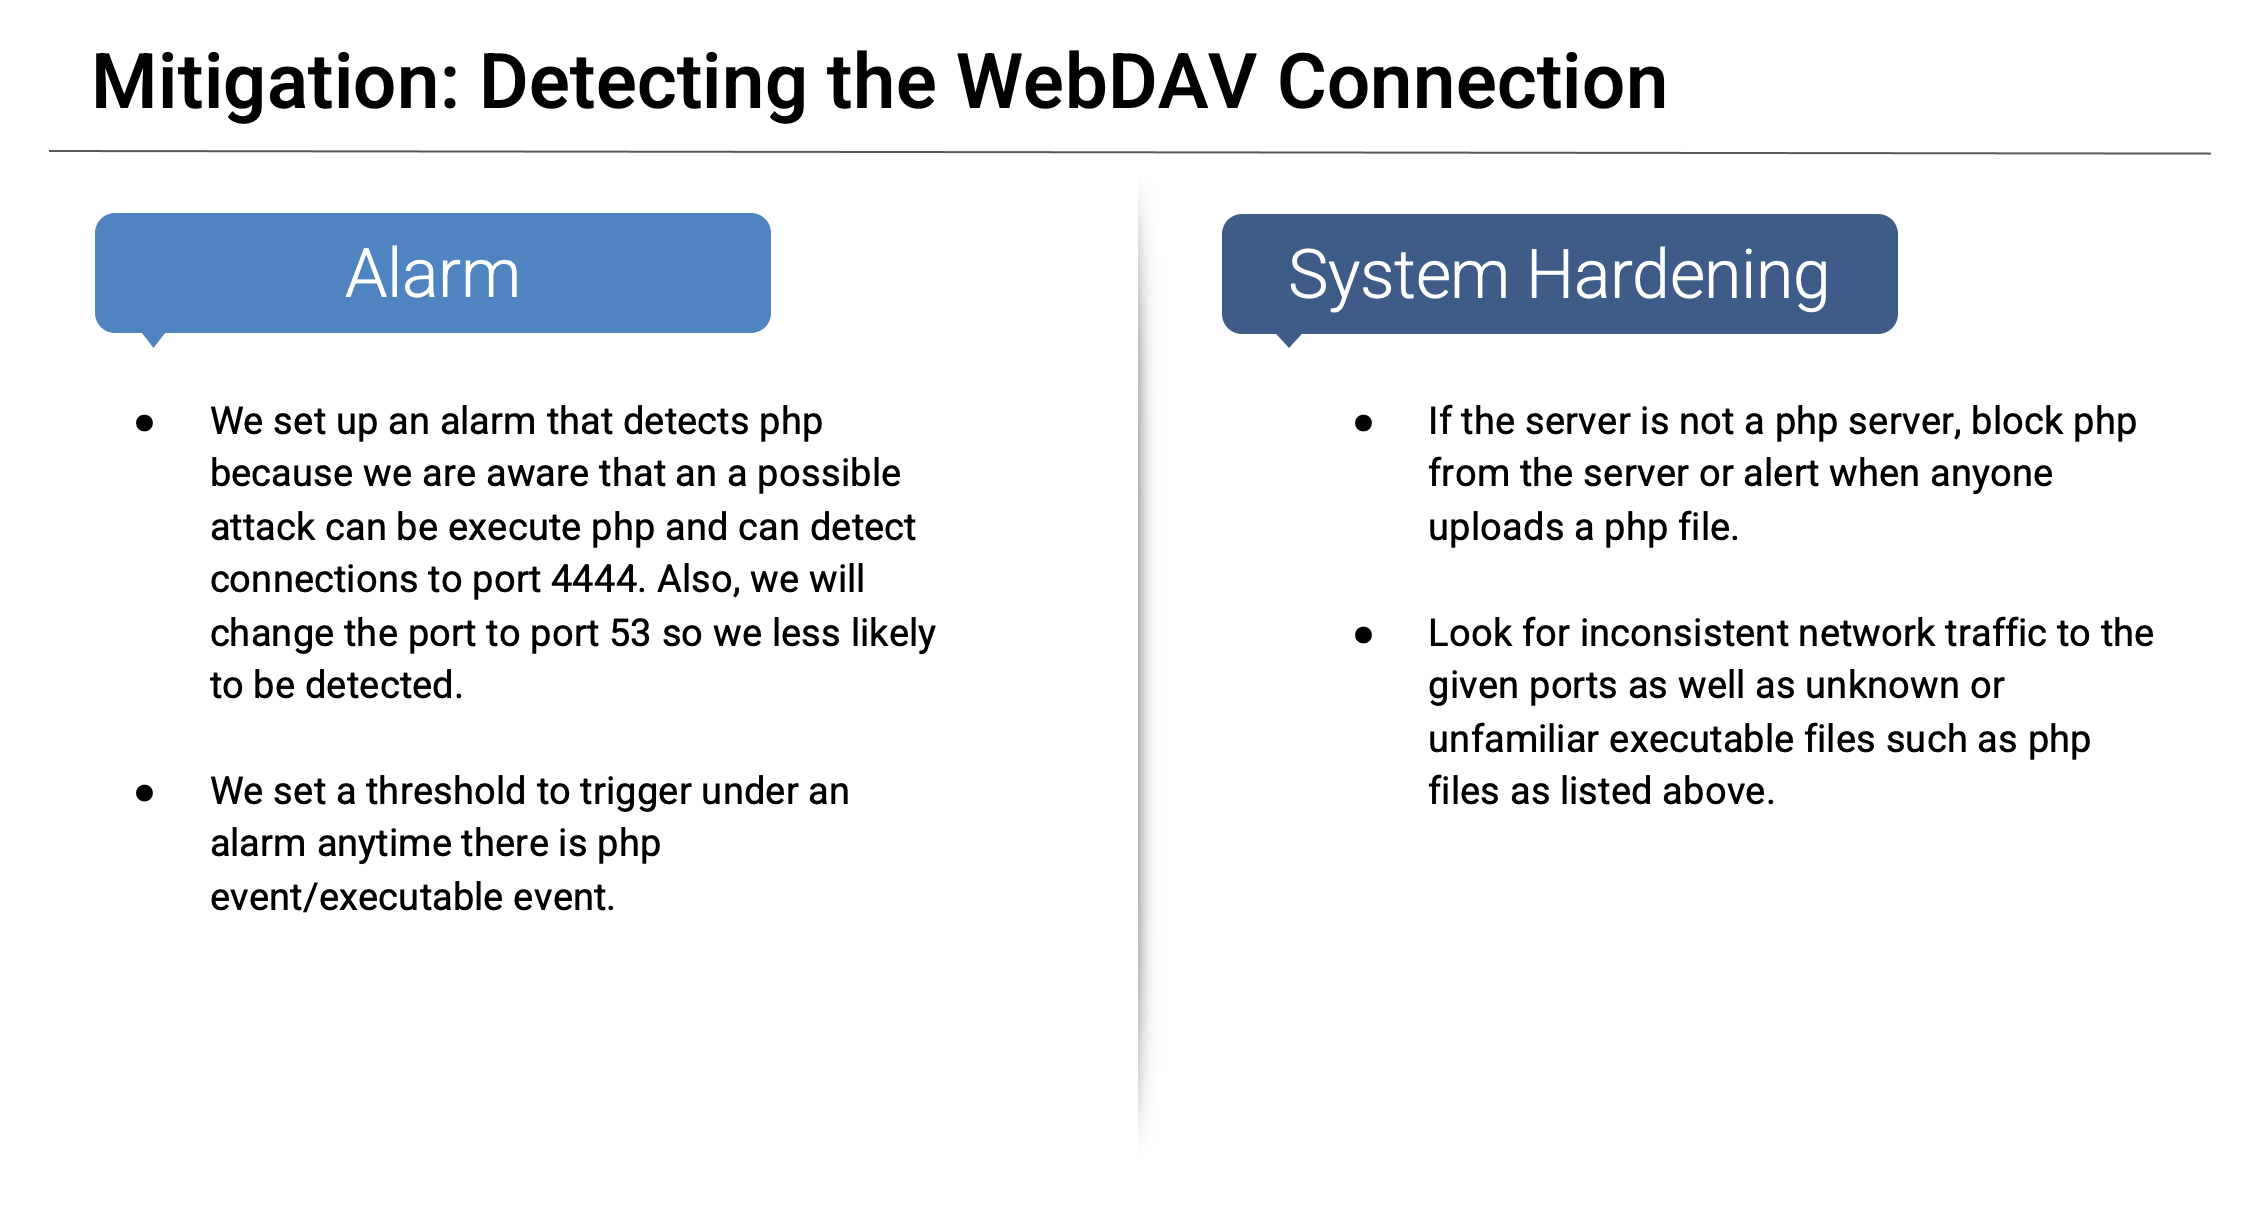 Mitigation: Detecting the WebDAV Connection
Alarm
● We set up an alarm that detects php
because we are aware that an a possible
attack can be execute php and can detect
connections to port 4444. Also, we will
change the port to port 53 so we less likely
to be detected.
● We set a threshold to trigger under an
alarm anytime there is php
event/executable event.
System Hardening
● If the server is not a php server, block php
from the server or alert when anyone
uploads a php file.
● Look for inconsistent network traffic to the
given ports as well as unknown or
unfamiliar executable files such as php
files as listed above.